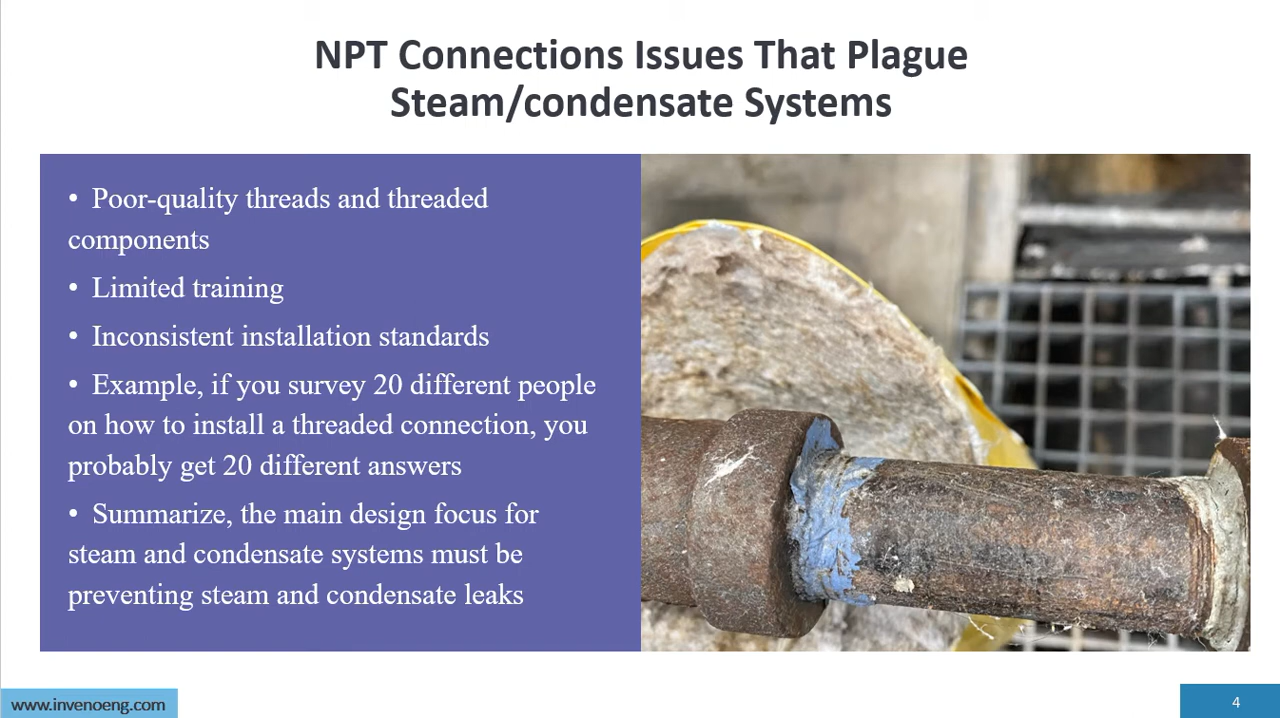 NPT Connections Issues That Plague
Steam/condensate Systems
• Poor-quality threads and threaded
components
• Limited training
• Inconsistent installation standards
• Example, if you survey 20 different people
on how to install a threaded connection, you
probably get 20 different answers
• Summarize, the main design focus for
steam and condensate systems must be
preventing steam and condensate leaks
www.invenoeng.com
4